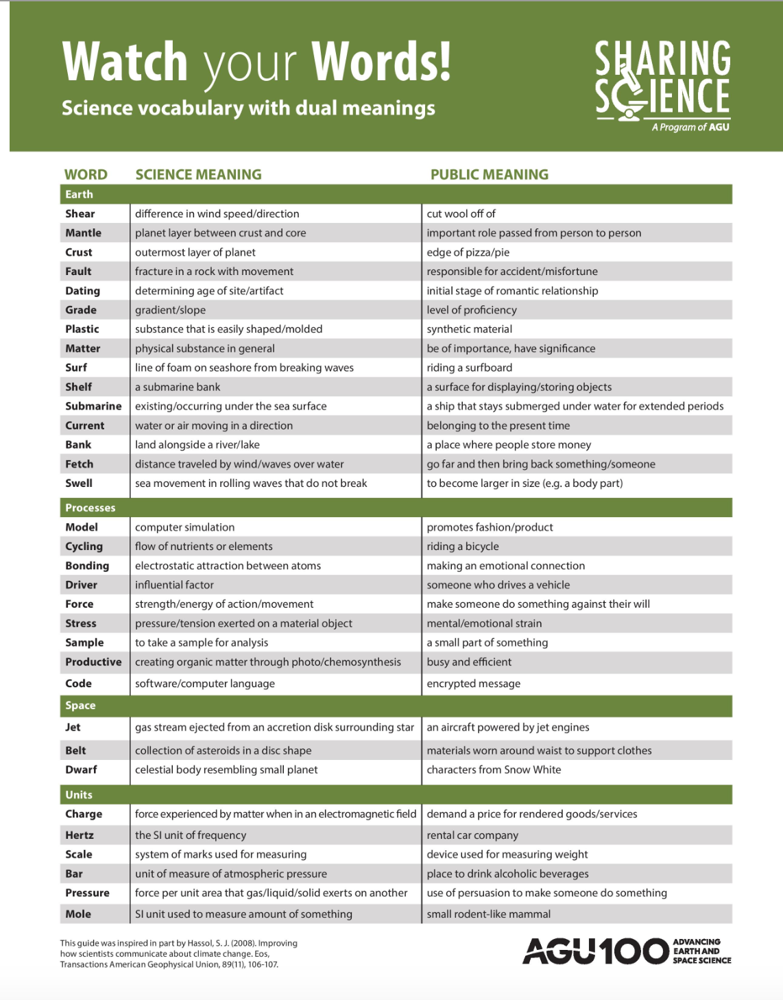 Watch your Words!
Science vocabulary with dual meanings
SHARING
SCIENCE
A Program of AGU
WORD SCIENCE MEANING PUBLIC MEANING
Earth
Shear difference in wind speed/direction cut wool off of
Mantle planet layer between crust and core important role passed from person to person
Crust outermost layer of planet edge of pizza/pie
Fault fracture in a rock with movement responsible for accident/misfortune
Dating determining age of site/artifact initial stage of romantic relationship
Grade gradient/slope level of proficiency
Plastic substance that is easily shaped/molded synthetic material
Matter physical substance in general be of importance, have significance
Surf line of foam on seashore from breaking waves riding a surfboard
Shelf a submarine bank a surface for displaying/storing objects
Submarine existing/occurring under the sea surface a ship that stays submerged under water for extended periods
Current water or air moving in a direction belonging to the present time
Bank land alongside a river/lake a place where people store money
Fetch distance traveled by wind/waves over water go far and then bring back something/someone
Swell sea movement in rolling waves that do not break to become larger in size (e.g. a body part)
Processes
Model computer simulation promotes fashion/product
Cycling flow of nutrients or elements riding a bicycle
Bonding electrostatic attraction between atoms making an emotional connection
Driver influential factor someone who drives a vehicle
Force strength/energy of action/movement make someone do something against their will
Stress pressure/tension exerted on a material object mental/emotional strain
Sample to take a sample for analysis a small part of something
Productive creating organic matter through photo/chemosynthesis busy and efficient
Code software/computer language encrypted message
Space
Jet gas stream ejected from an accretion disk surrounding star an aircraft powered by jet engines
Belt collection of asteroids in a disc shape materials worn around waist to support clothes
Dwarf celestial body resembling small planet characters from Snow White
Units
Charge force experienced by matter when in an electromagnetic field demand a price for rendered goods/services
Hertz the SI unit of frequency rental car company
Scale system of marks used for measuring device used for measuring weight
Bar unit of measure of atmospheric pressure place to drink alcoholic beverages
Pressure force per unit area that gas/liquid/solid exerts on another use of persuasion to make someone do something
Mole SI unit used to measure amount of something small rodent-like mammal
This guide was inspired in part by Hassol, S. J. (2008). Improving
how scientists communicate about climate change. Eos,
Transactions American Geophysical Union, 89(11), 106-107.
AGU100 ADVANCING
EARTH AND
SPACE SCIENCE